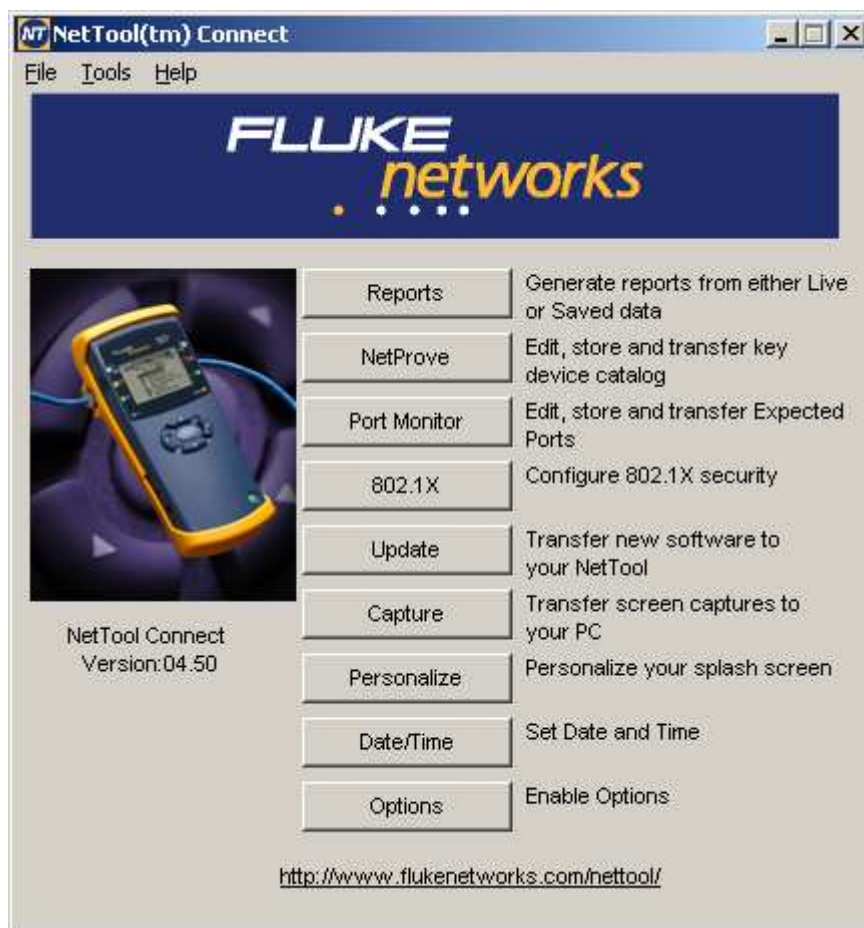 NT NetTool(tm) Connect
File Tools Help
FLUKE
networks
Reports
Generate reports from either Live
or Saved data
NetProve
Edit, store and transfer key
device catalog
Port Monitor
Edit, store and transfer Expected
Ports
802.1X
Configure 802.1X security
Update
Transfer new software to
your NetTool
Capture
Transfer screen captures to
your PC
NetTool Connect
Version:04.50
Personalize
Personalize your splash screen
Date/Time
Set Date and Time
Options
Enable Options
http://www.flukenetworks.com/nettool/